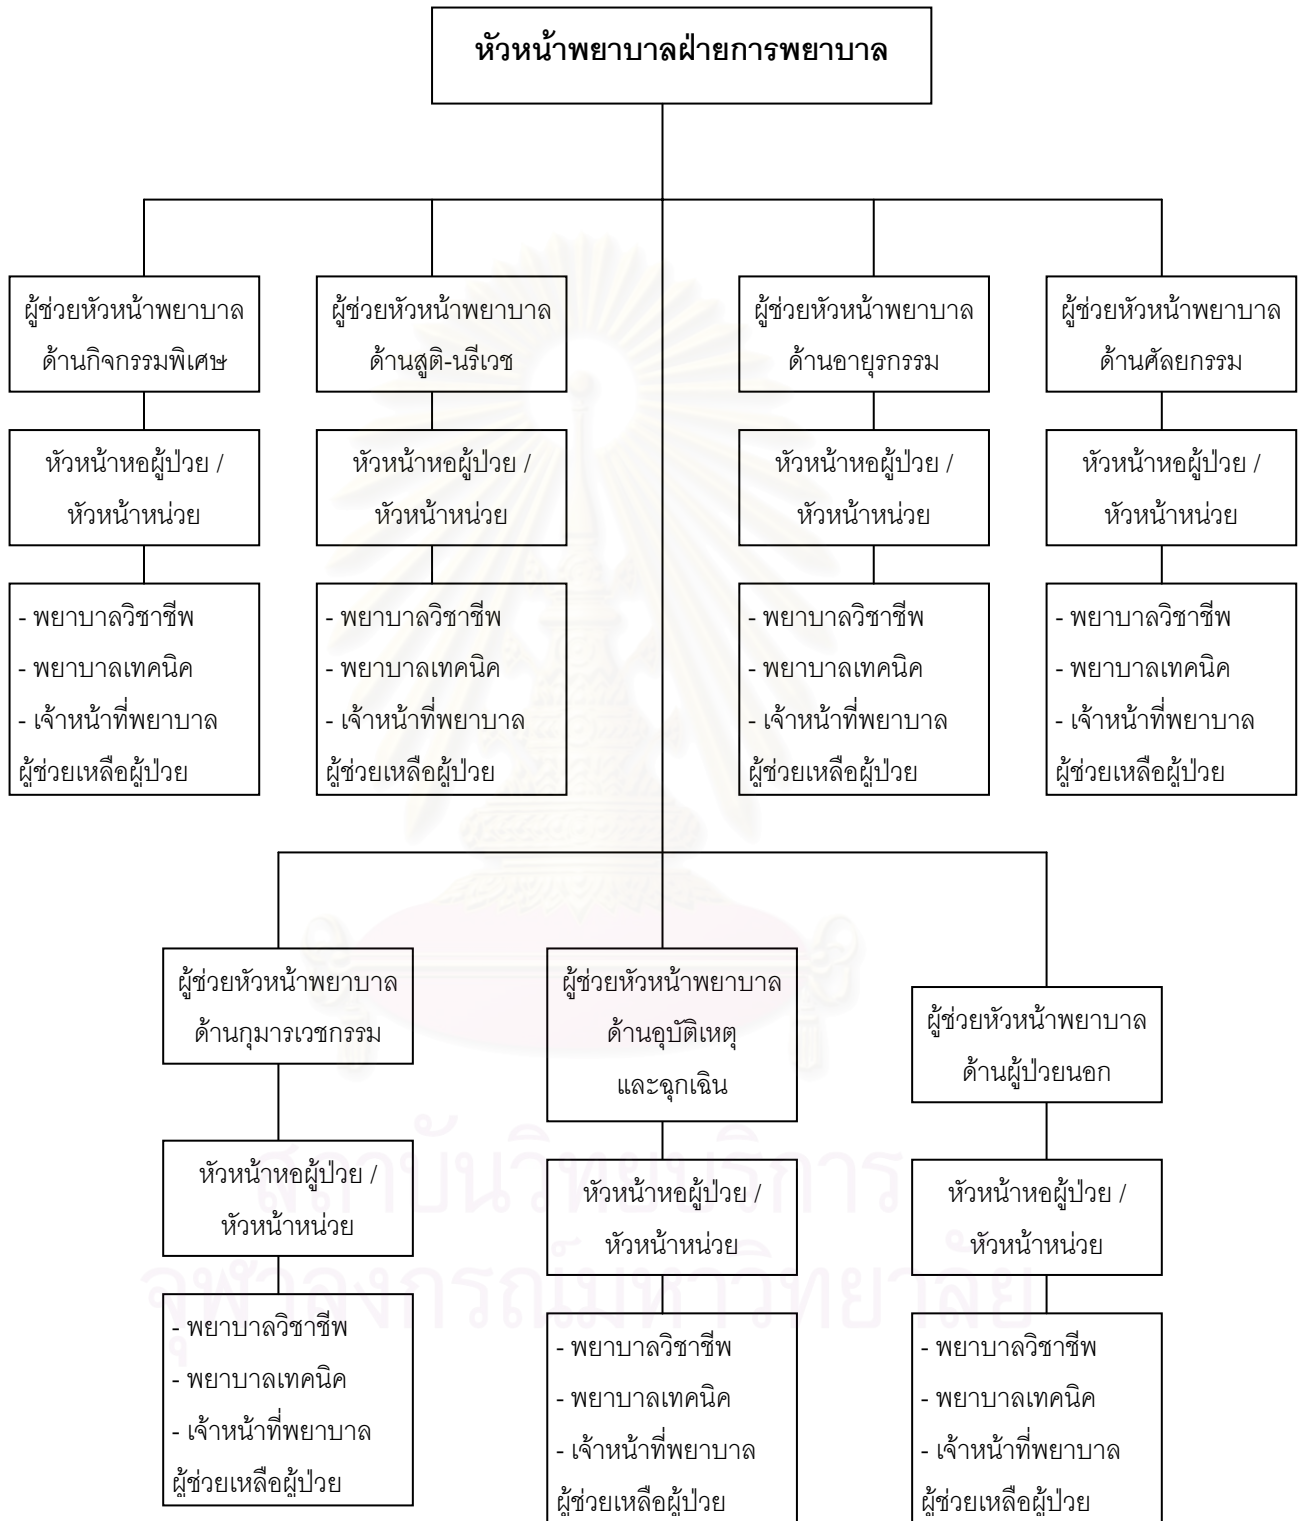 หัวหน้าพยาบาลฝ่ายการพยาบาล
ผู้ช่วยหัวหน้าพยาบาล
ด้านกิจกรรมพิเศษ
หัวหน้าหอผู้ป่วย /
หัวหน้าหน่วย
- พยาบาลวิชาชีพ
- พยาบาลเทคนิค
- เจ้าหน้าที่พยาบาล
ผู้ช่วยเหลือผู้ป่วย
ผู้ช่วยหัวหน้าพยาบาล
ด้านสูติ-นรีเวช
หัวหน้าหอผู้ป่วย /
หัวหน้าหน่วย
- พยาบาลวิชาชีพ
- พยาบาลเทคนิค
- เจ้าหน้าที่พยาบาล
ผู้ช่วยเหลือผู้ป่วย
ผู้ช่วยหัวหน้าพยาบาล
ด้านอายุรกรรม
หัวหน้าหอผู้ป่วย /
หัวหน้าหน่วย
- พยาบาลวิชาชีพ
- พยาบาลเทคนิค
- เจ้าหน้าที่พยาบาล
ผู้ช่วยเหลือผู้ป่วย
ผู้ช่วยหัวหน้าพยาบาล
ด้านศัลยกรรม
หัวหน้าหอผู้ป่วย /
หัวหน้าหน่วย
- พยาบาลวิชาชีพ
- พยาบาลเทคนิค
- เจ้าหน้าที่พยาบาล
ผู้ช่วยเหลือผู้ป่วย
ผู้ช่วยหัวหน้าพยาบาล
ด้านกุมารเวชกรรม
หัวหน้าหอผู้ป่วย /
หัวหน้าหน่วย
- พยาบาลวิชาชีพ
- พยาบาลเทคนิค
- เจ้าหน้าที่พยาบาล
ผู้ช่วยเหลือผู้ป่วย
ผู้ช่วยหัวหน้าพยาบาล
ด้านอุบัติเหตุ
และฉุกเฉิน
หัวหน้าหอผู้ป่วย /
หัวหน้าหน่วย
- พยาบาลวิชาชีพ
- พยาบาลเทคนิค
- เจ้าหน้าที่พยาบาล
ผู้ช่วยเหลือผู้ป่วย
ผู้ช่วยหัวหน้าพยาบาล
ด้านผู้ป่วยนอก
หัวหน้าหอผู้ป่วย /
หัวหน้าหน่วย
- พยาบาลวิชาชีพ
- พยาบาลเทคนิค
- เจ้าหน้าที่พยาบาล
ผู้ช่วยเหลือผู้ป่วย
สถาบันวิทยบริการ
จุฬาลงกรณ์มหาวิทยาลัย